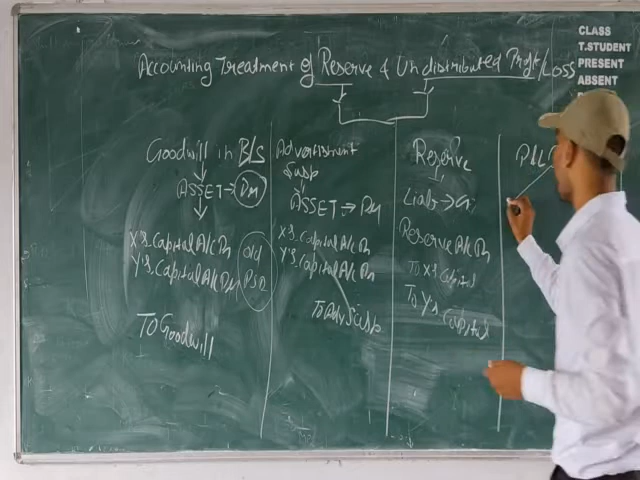 CLASS
T.STUDENT
PRESENT
ABSENT
Accounting Treatment of Reserve & Undistributed Profit/Loss
Goodwill in B/S
ASSET → Dr
X's Capital A/c Dr
Y's Capital A/c Dr
old
PSR
To Goodwill
Advertisment
Susp
ASSET → Dr
X's Capital A/c Dr
Y's Capital A/c Dr
To Adv Susp
Reserve
Liab → Cr
Reserve A/c Dr
To X's Capital
To Y's Capital
P&L